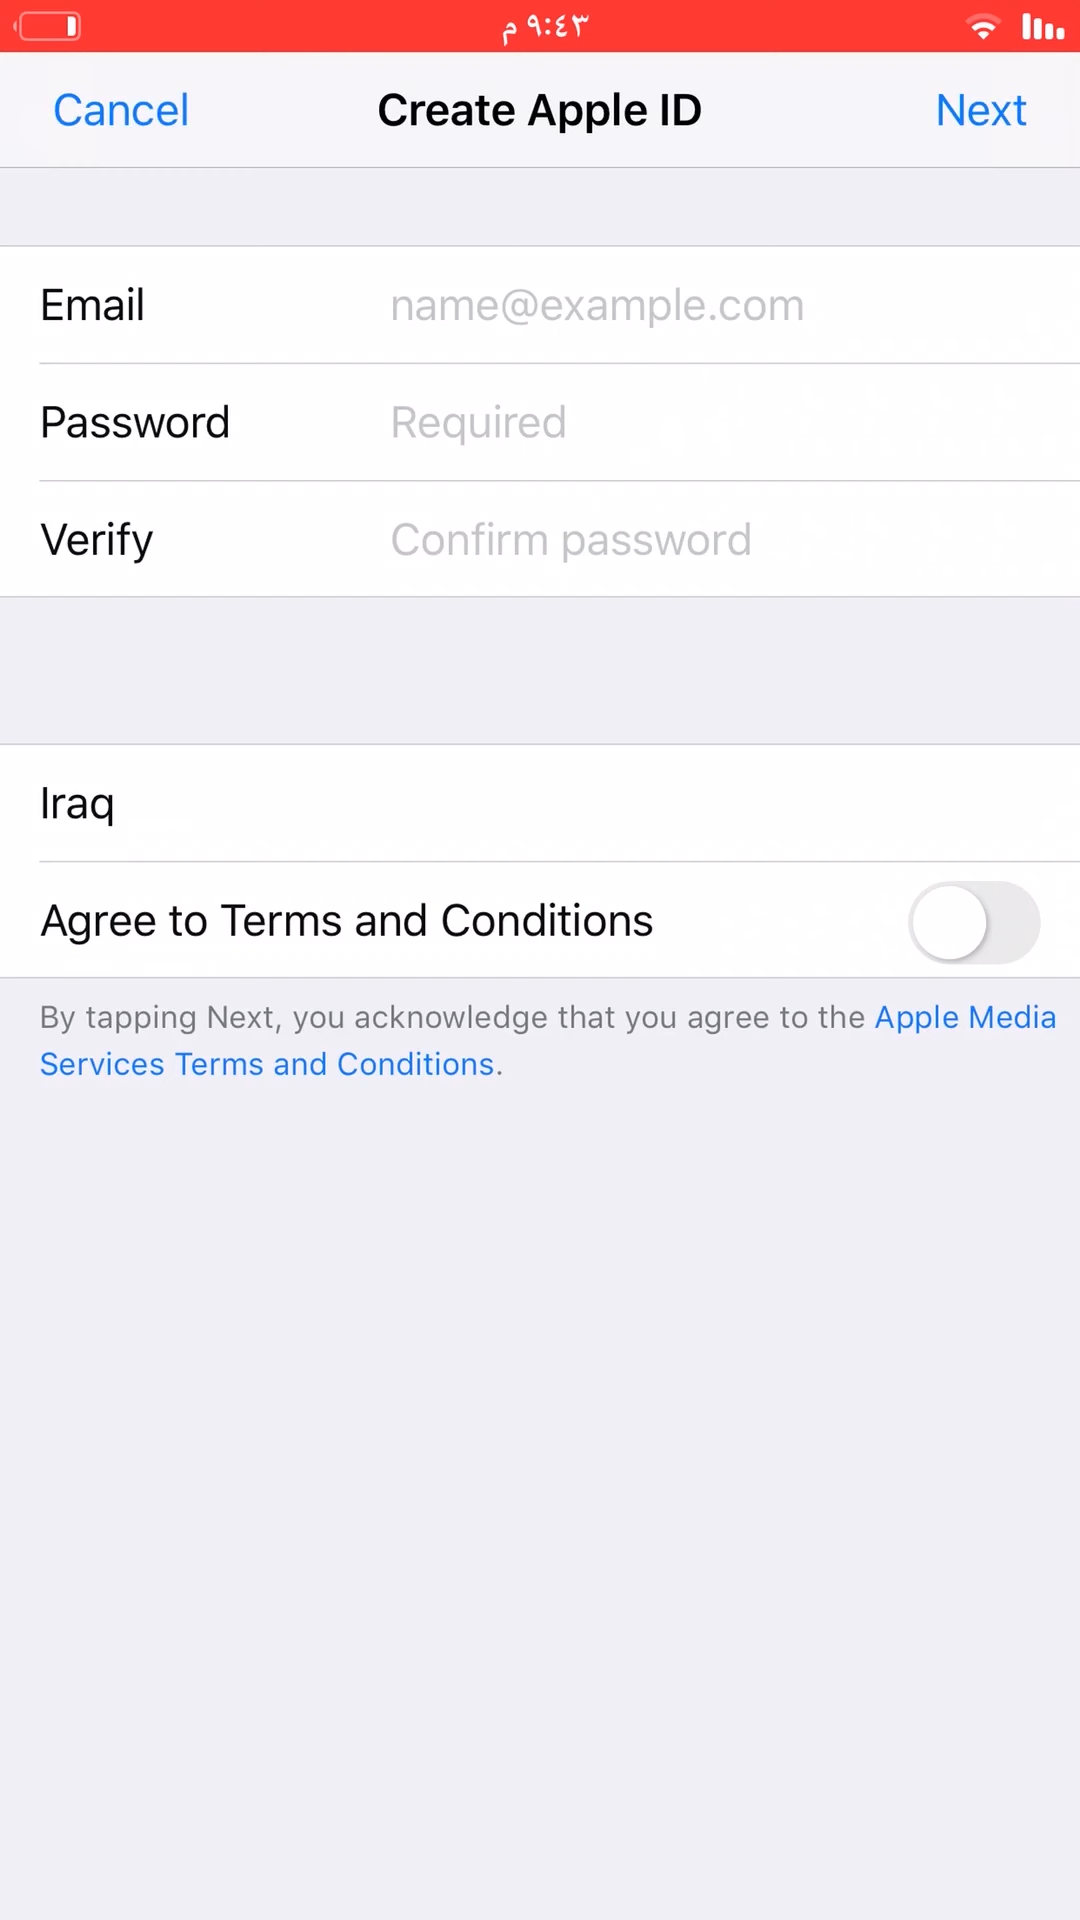 ٩:٤٣ م
Cancel Create Apple ID Next
Email name@example.com
Password Required
Verify Confirm password
Iraq
Agree to Terms and Conditions
By tapping Next, you acknowledge that you agree to the Apple Media
Services Terms and Conditions.